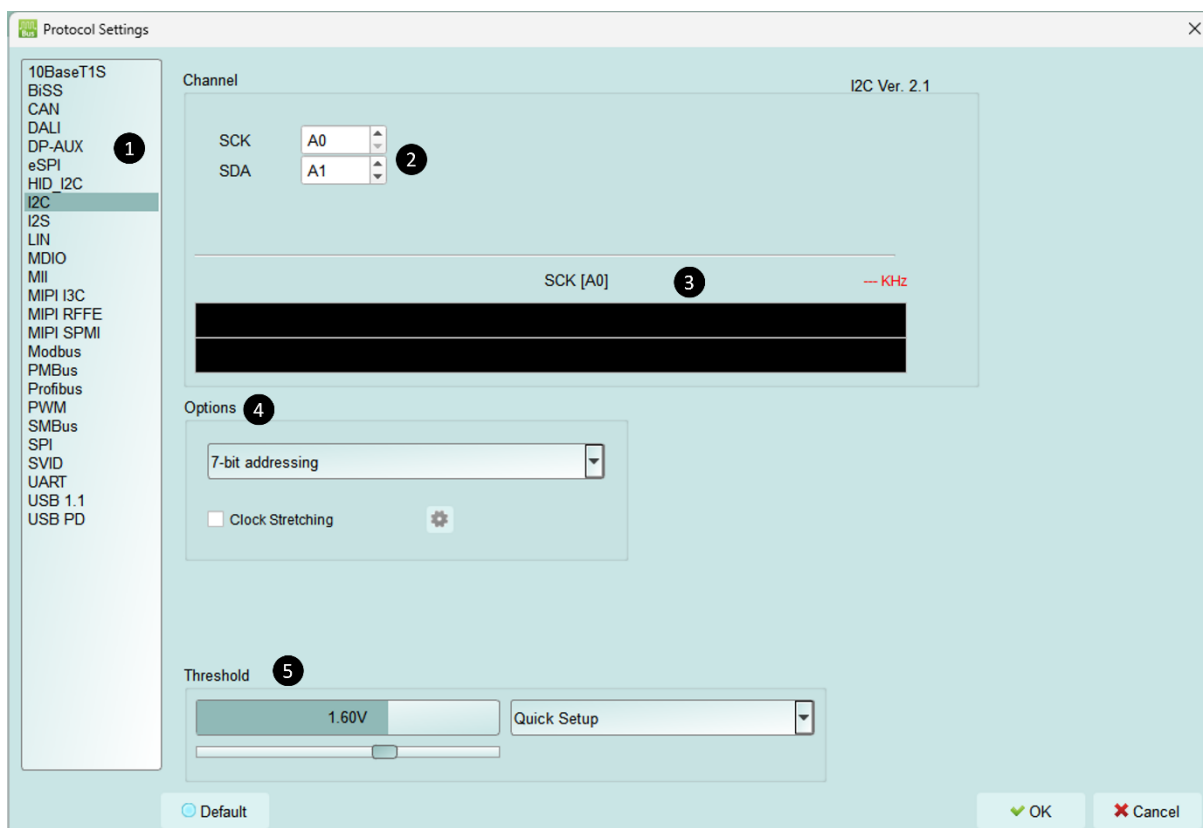 Bus Protocol Settings
10BaseT1S
BiSS
CAN
DALI
DP-AUX
eSPI
HID_I2C
I2C
I2S
LIN
MDIO
MII
MIPI I3C
MIPI RFFE
MIPI SPMI
Modbus
PMBus
Profibus
PWM
SMBus
SPI
SVID
UART
USB 1.1
USB PD
1
Channel
I2C Ver. 2.1
SCK A0
SDA A1
2
SCK [A0] 3 --- KHz
Options 4
7-bit addressing
Clock Stretching
Threshold 5
1.60V Quick Setup
Default OK Cancel